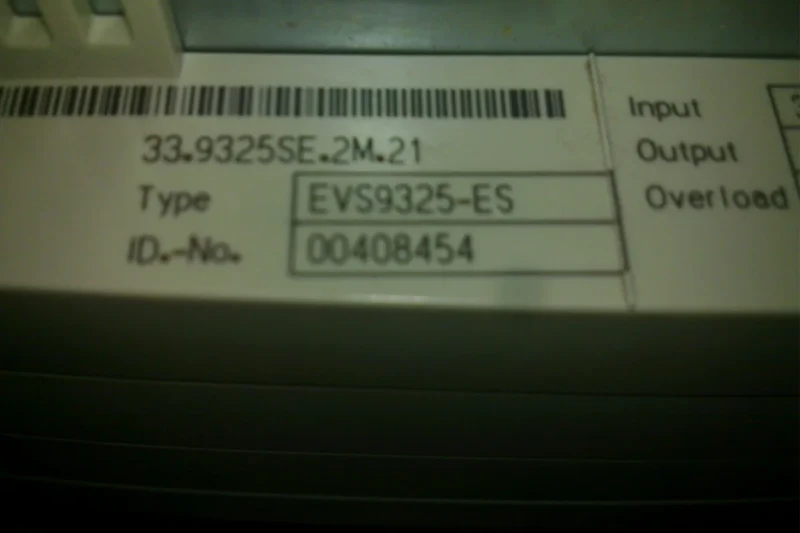 33.9325SE.2M.21
Type EVS9325-ES
ID.-No. 00408454
Input
Output
Overload